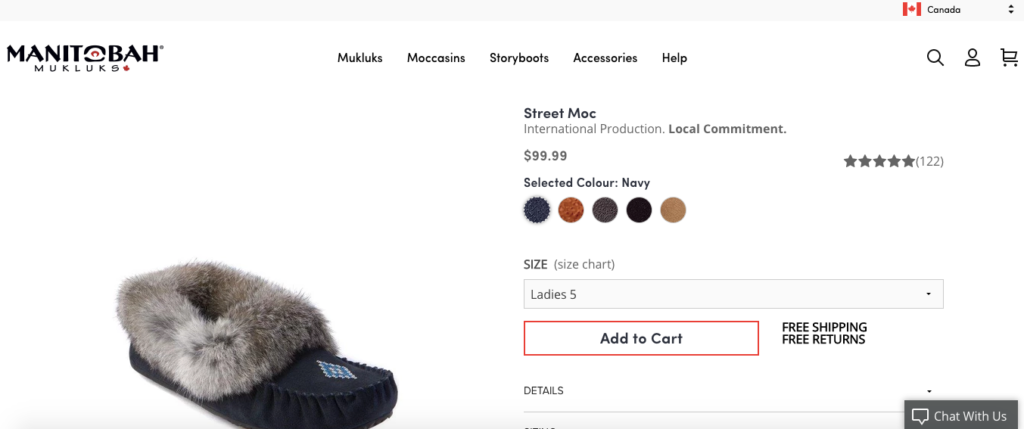 Canada
MANITOBAH®
MUKLUKS
Mukluks Moccasins Storyboots Accessories Help
Street Moc
International Production. Local Commitment.
$99.99
(122)
Selected Colour: Navy
SIZE (size chart)
Ladies 5
Add to Cart
FREE SHIPPING
FREE RETURNS
DETAILS
Chat With Us